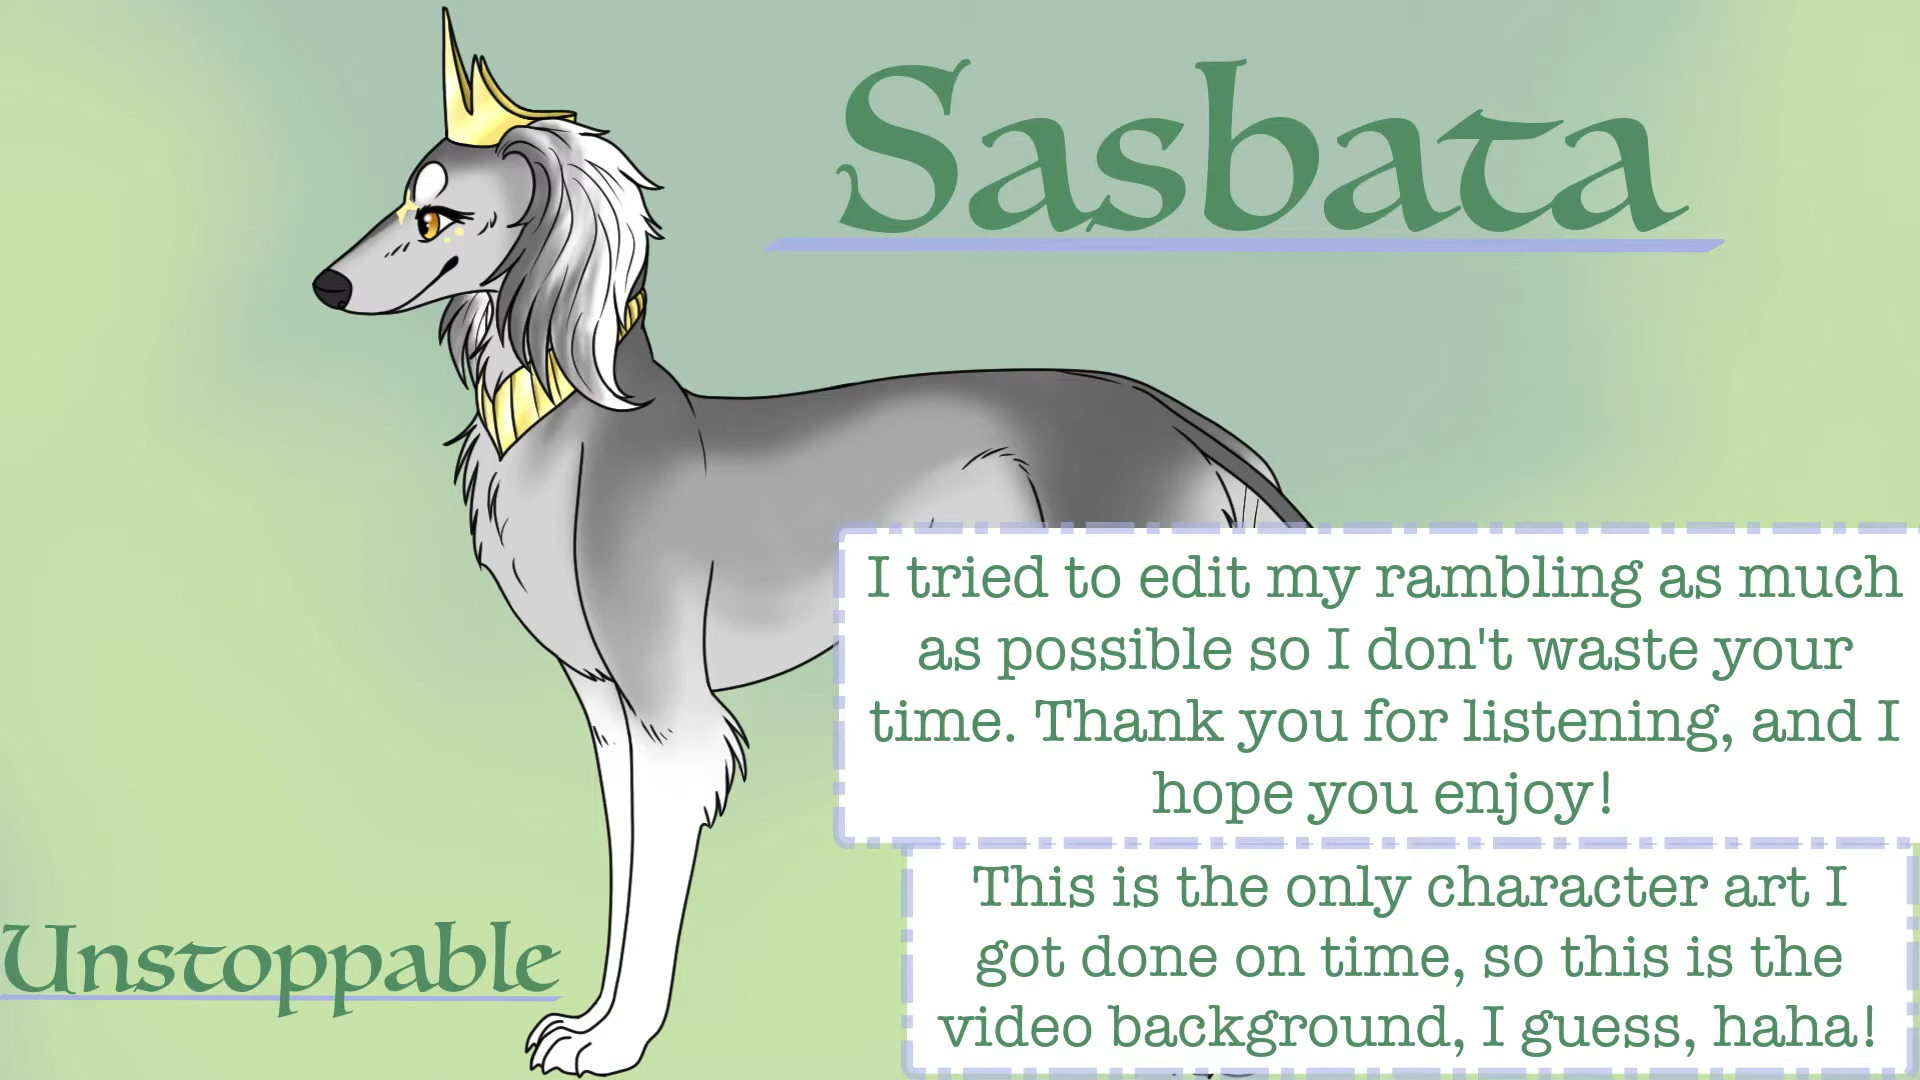 Sasbata
I tried to edit my rambling as much
as possible so I don't waste your
time. Thank you for listening, and I
hope you enjoy!
This is the only character art I
got done on time, so this is the
video background, I guess, haha!
Unstoppable